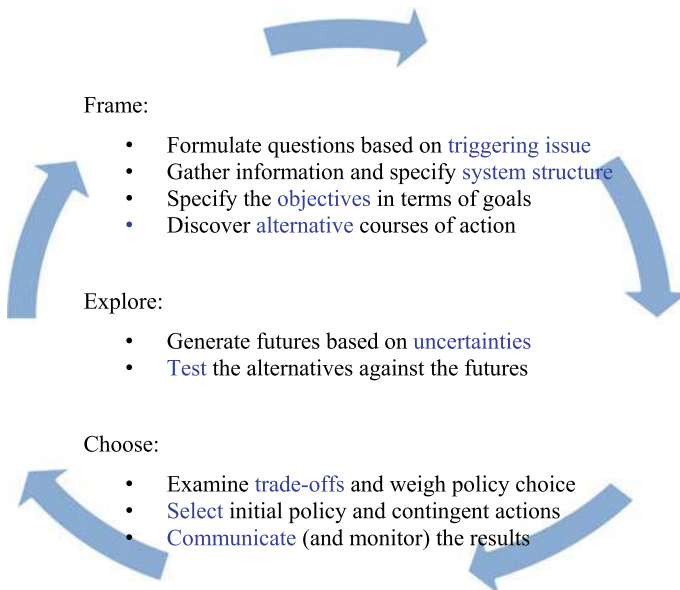 Frame:
• Formulate questions based on triggering issue
• Gather information and specify system structure
• Specify the objectives in terms of goals
• Discover alternative courses of action
Explore:
• Generate futures based on uncertainties
• Test the alternatives against the futures
Choose:
• Examine trade-offs and weigh policy choice
• Select initial policy and contingent actions
• Communicate (and monitor) the results